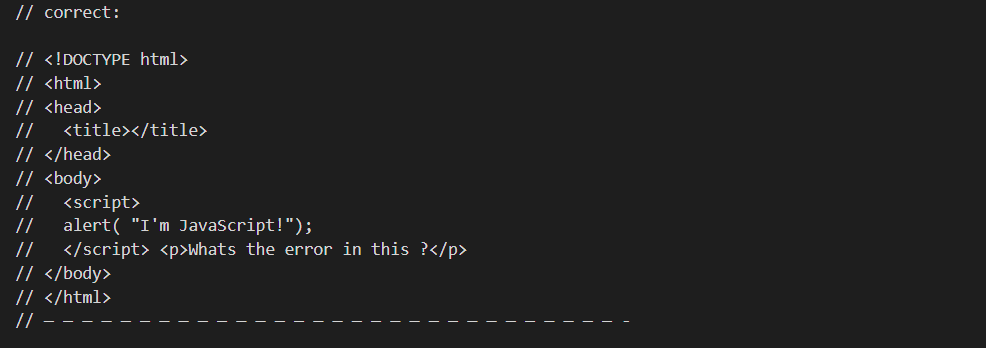 // correct:
// <!DOCTYPE html>
// <html>
// <head>
//   <title></title>
// </head>
// <body>
//   <script>
//   alert( "I'm JavaScript!");
//   </script> <p>Whats the error in this ?</p>
// </body>
// </html>
// — — — — — — — — — — — — — — — — — — — — — — — — — — — — — — -